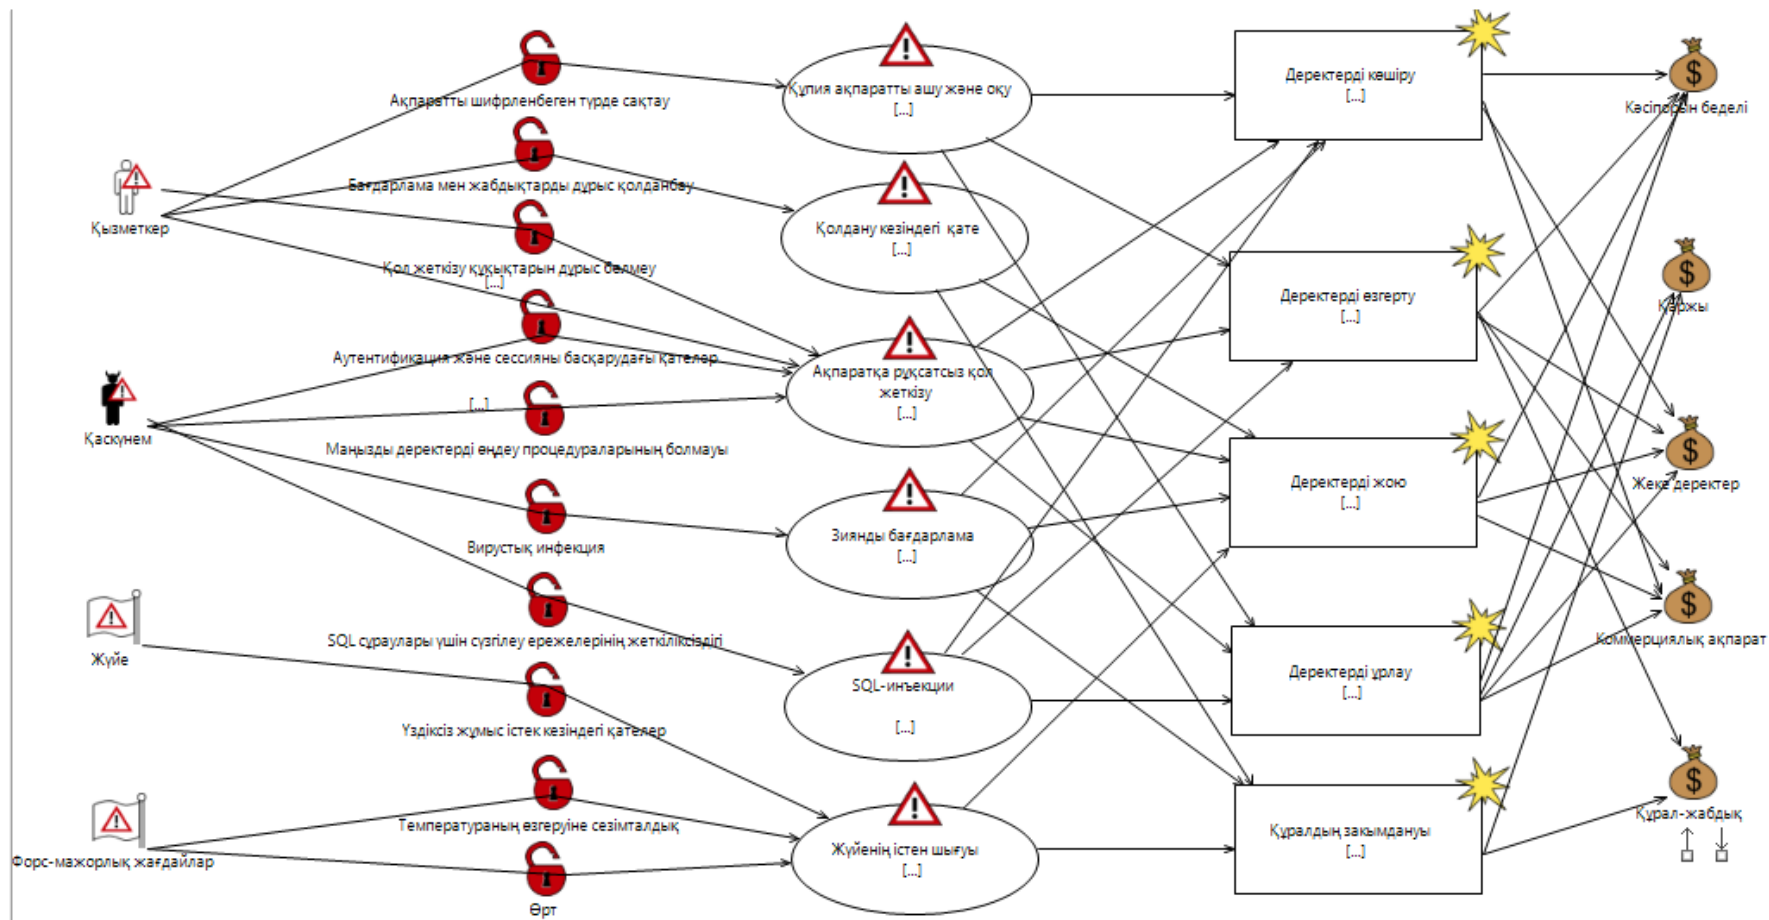 Қызметкер
Қаскүнем
Жүйе
Форс-мажорлық жағдайлар
Ақпаратты шифрленбеген түрде сақтау
Бағдарлама мен жабдықтарды дұрыс қолданбау
Қол жеткізу құқықтарын дұрыс бөлмеу
[...]
Аутентификация және сессияны басқарудағы қателер
[...]
Маңызды деректерді өңдеу процедураларының болмауы
Вирустық инфекция
SQL сұраулары үшін сүзгілеу ережелерінің жеткіліксіздігі
Үздіксіз жұмыс істек кезіндегі қателер
Температураның өзгеруіне сезімталдық
Өрт
Құпия ақпаратты ашу және оқу
[...]
Қолдану кезіндегі қате
[...]
Ақпаратқа рұқсатсыз қол
жеткізу
[...]
Зиянды бағдарлама
[...]
SQL-инъекции
[...]
Жүйенің істен шығуы
[...]
Деректерді көшіру
[...]
Деректерді өзгерту
[...]
Деректерді жою
[...]
Деректерді ұрлау
[...]
Құралдың закымдануы
[...]
Кәсіпорын беделі
Қаржы
Жеке деректер
Коммерциялық ақпарат
Құрал-жабдық